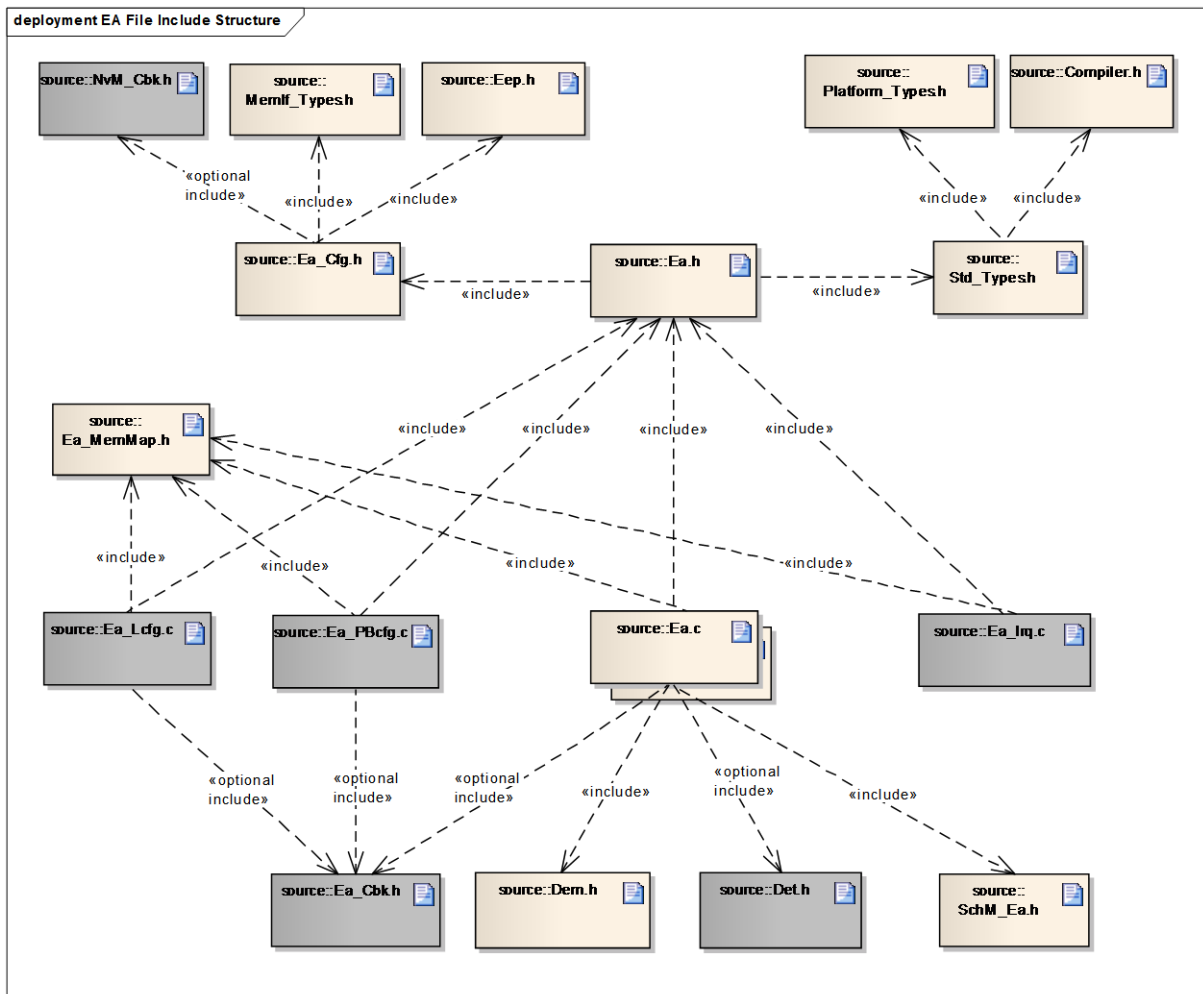 deployment EA File Include Structure
source::NvM_Cbk.h
source::
MemIf_Types.h
source::Eep.h
source::
Platform_Types.h
source::Compiler.h
«optional
include»
«include»
«include»
«include»
«include»
source::Ea_Cfg.h
source::Ea.h
source::
Std_Types.h
«include»
«include»
source::
Ea_MemMap.h
«include»
«include»
«include»
«include»
«include»
«include»
«include»
«include»
source::Ea_Lcfg.c
source::Ea_PBcfg.c
source::Ea.c
source::Ea_Irq.c
«optional
include»
«optional
include»
«optional
include»
«include»
«optional
include»
«include»
source::Ea_Cbk.h
source::Dem.h
source::Det.h
source::
SchM_Ea.h